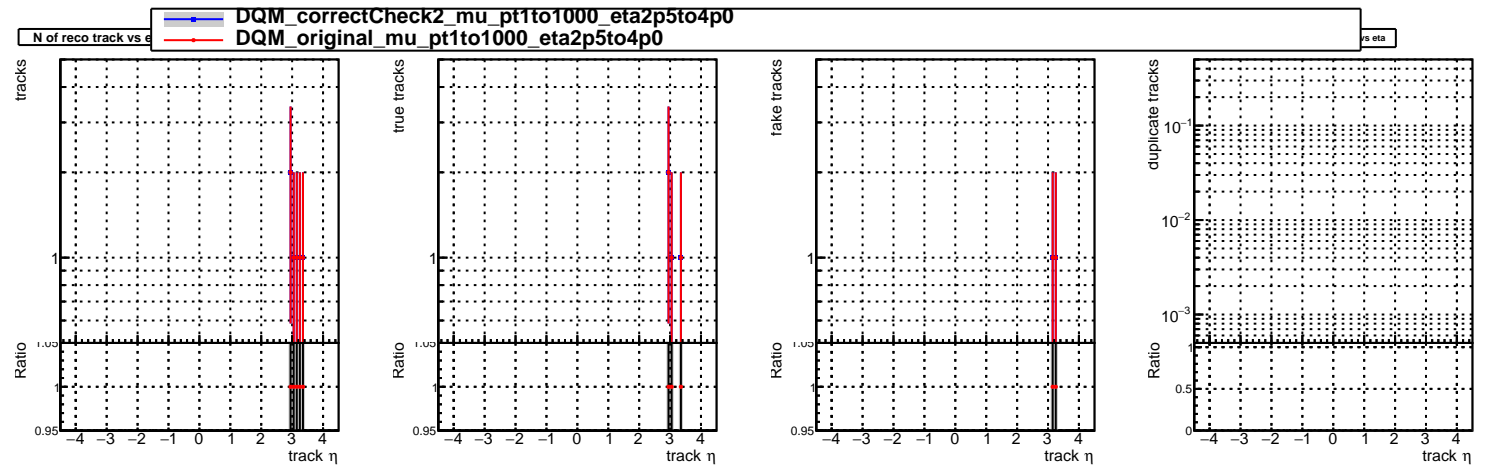 DQM_correctCheck2_mu_pt1to1000_eta2p5to4p0
DQM_original_mu_pt1to1000_eta2p5to4p0
N of reco track vs e
vs eta
tracks
1
Ratio
1.05
1
0.95
−4 −3 −2 −1 0 1 2 3 4
track η
true tracks
1
Ratio
1.05
1
0.95
−4 −3 −2 −1 0 1 2 3 4
track η
fake tracks
1
Ratio
1.05
1
0.95
−4 −3 −2 −1 0 1 2 3 4
track η
duplicate tracks
10−1
10−2
10−3
Ratio
1
0.5
0
−4 −3 −2 −1 0 1 2 3 4
track η